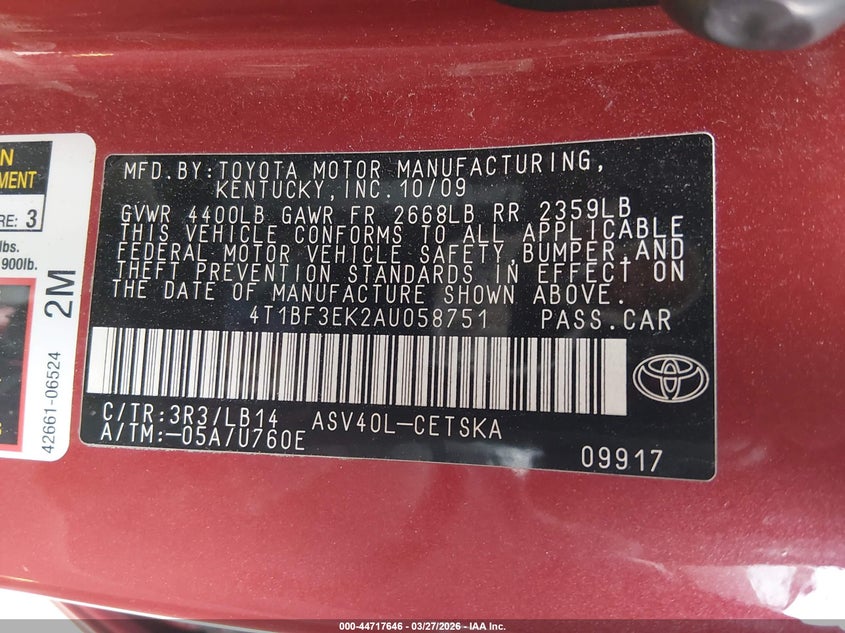 MFD.BY:TOYOTA MOTOR MANUFACTURING,
KENTUCKY, INC. 10/09
GVWR 4400LB GAWR FR 2668LB RR 2359LB
THIS VEHICLE CONFORMS TO ALL APPLICABLE
FEDERAL MOTOR VEHICLE SAFETY,BUMPER,AND
THEFT PREVENTION STANDARDS IN EFFECT ON
THE DATE OF MANUFACTURE SHOWN ABOVE.
4T1BF3EK2AU058751 PASS.CAR
C/TR:3R3/LB14 ASV40L-CETSKA
A/TM:-05A/U760E
09917
RE: 3
lbs.
900lb.
2M
42661-06524
000-44717646 — 03/27/2026 — IAA Inc.